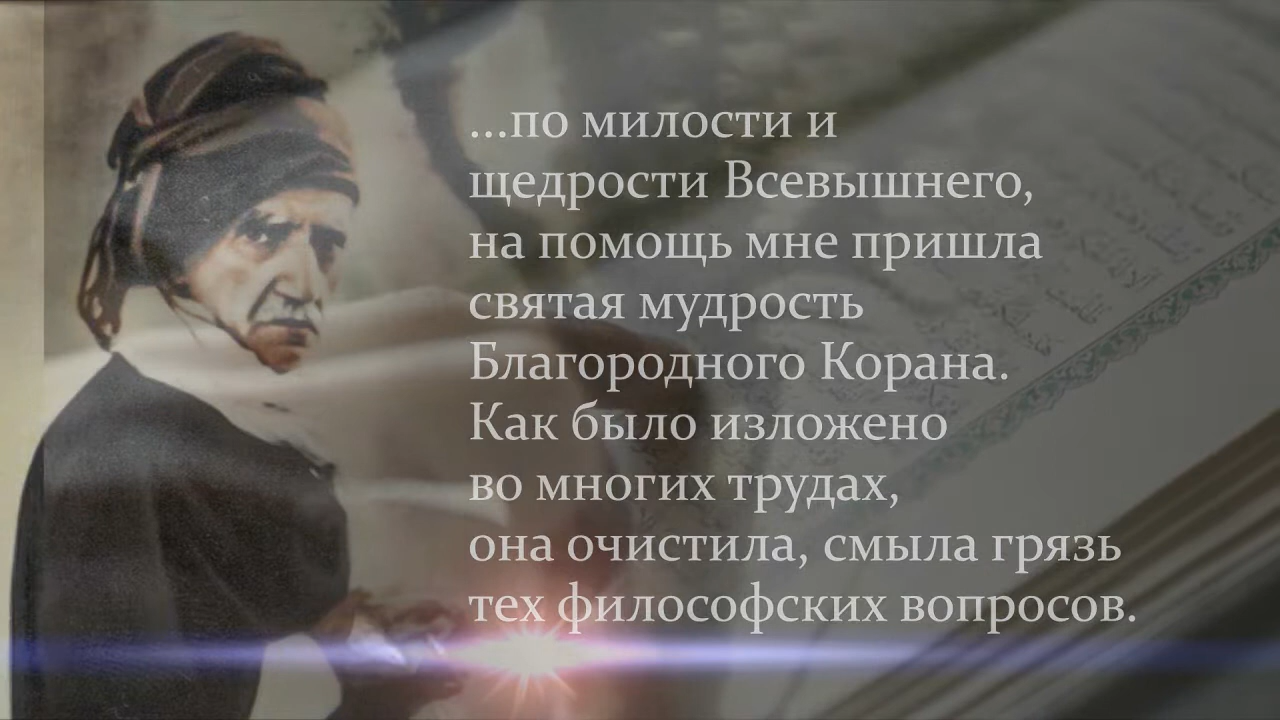 ...по милости и
щедрости Всевышнего,
на помощь мне пришла
святая мудрость
Благородного Корана.
Как было изложено
во многих трудах,
она очистила, смыла грязь
тех философских вопросов.